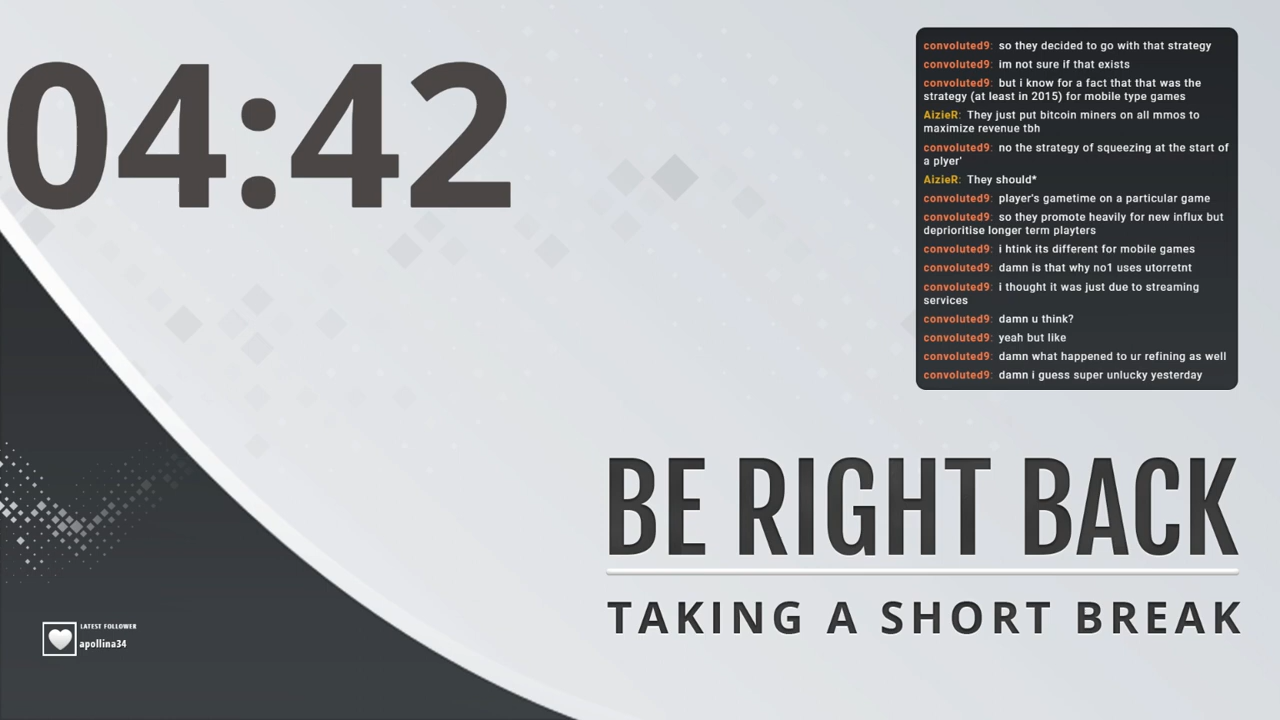 04:42
convoluted9: so they decided to go with that strategy
convoluted9: im not sure if that exists
convoluted9: but i know for a fact that that was the
strategy (at least in 2015) for mobile type games
AizieR: They just put bitcoin miners on all mmos to
maximize revenue tbh
convoluted9: no the strategy of squeezing at the start of
a plyer'
AizieR: They should*
convoluted9: player's gametime on a particular game
convoluted9: so they promote heavily for new influx but
deprioritise longer term playters
convoluted9: i htink its different for mobile games
convoluted9: damn is that why no1 uses utorretnt
convoluted9: i thought it was just due to streaming
services
convoluted9: damn u think?
convoluted9: yeah but like
convoluted9: damn what happened to ur refining as well
convoluted9: damn i guess super unlucky yesterday
BE RIGHT BACK
TAKING A SHORT BREAK
LATEST FOLLOWER
apollina34